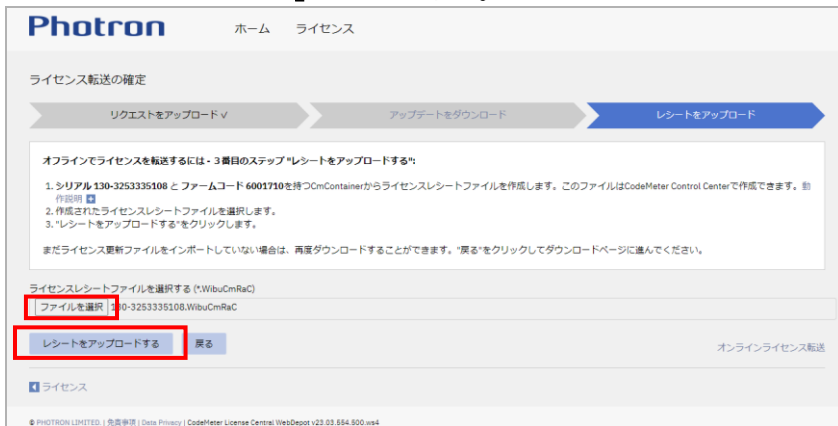 Photron ホーム ライセンス
ライセンス転送の確定
リクエストをアップロード √ アップデートをダウンロード レシートをアップロード
オフラインでライセンスを転送するには - 3番目のステップ "レシートをアップロードする":
1. シリアル 130-3253335108 と ファームコード 6001710を持つCmContainerからライセンスレシートファイルを作成します。このファイルはCodeMeter Control Centerで作成できます。動
作説明
2. 作成されたライセンスレシートファイルを選択します。
3. "レシートをアップロードする"をクリックします。
まだライセンス更新ファイルをインポートしていない場合は、再度ダウンロードすることができます。"戻る"をクリックしてダウンロードページに進んでください。
ライセンスレシートファイルを選択する (*.WibuCmRaC)
ファイルを選択 130-3253335108.WibuCmRaC
レシートをアップロードする 戻る オンラインライセンス転送
ライセンス
© PHOTRON LIMITED. | 免責事項 | Data Privacy | CodeMeter License Central WebDepot v23.03.554.500.ws4